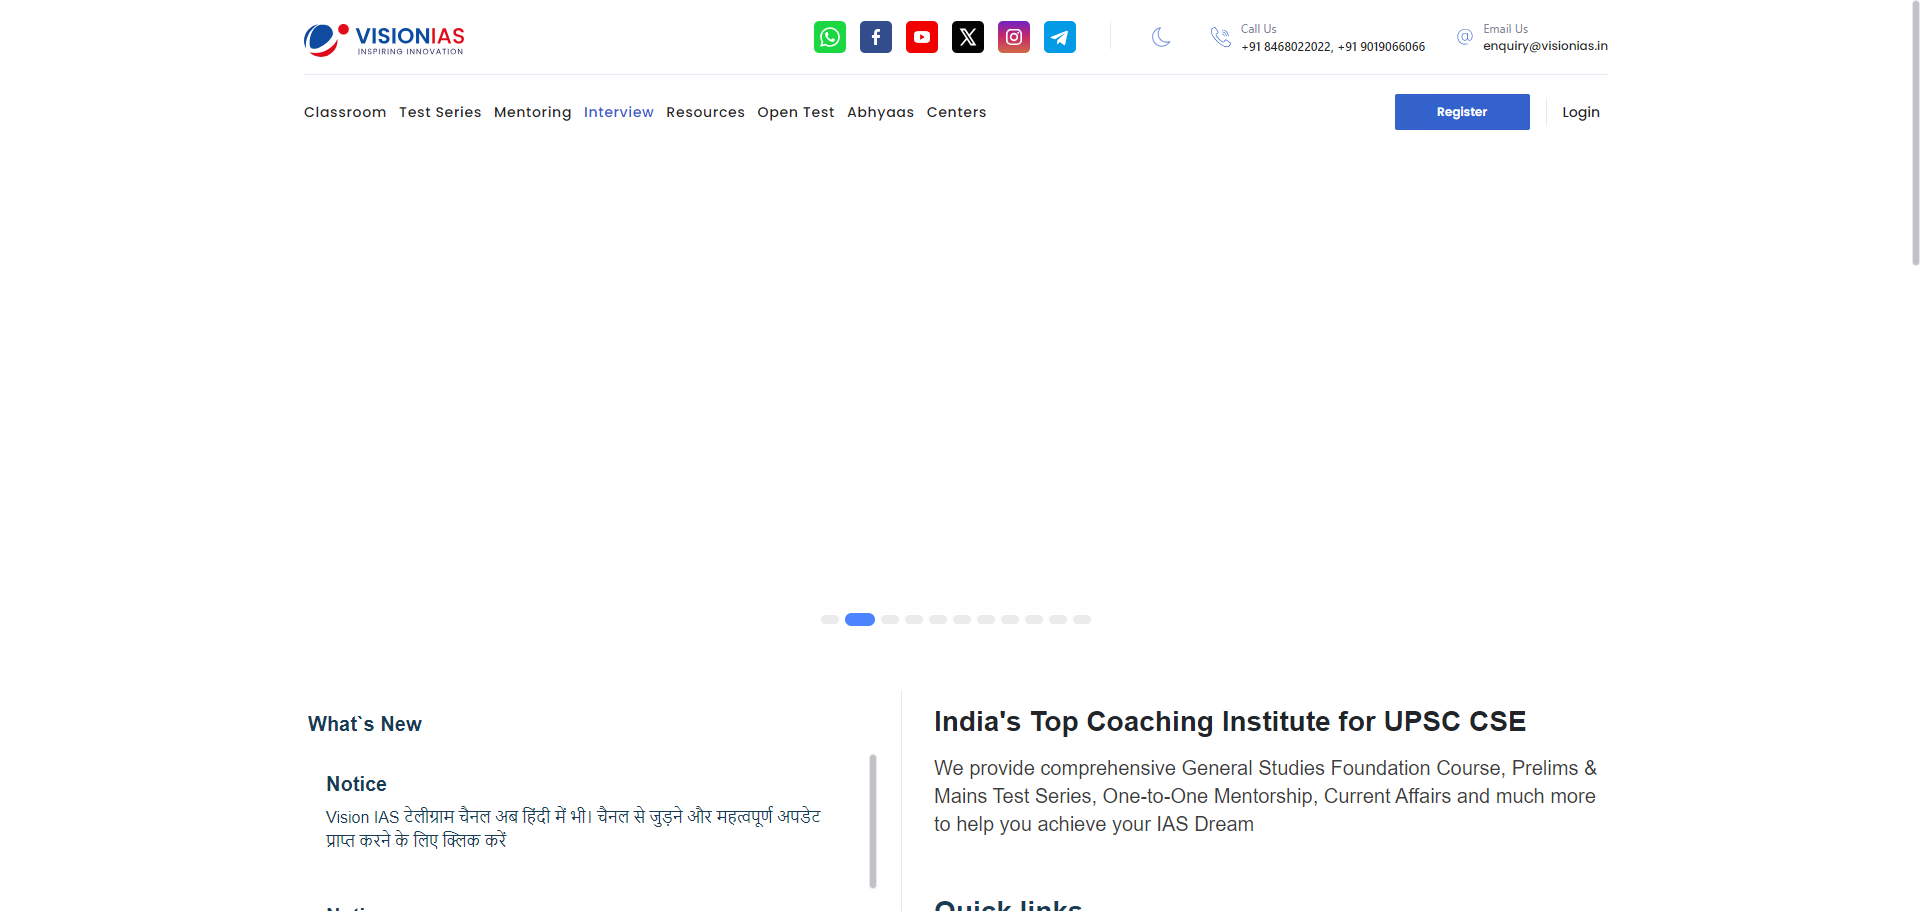 VISIONIAS
INSPIRING INNOVATION
Call Us
+91 8468022022, +91 9019066066
Email Us
enquiry@visionias.in
Classroom Test Series Mentoring Interview Resources Open Test Abhyaas Centers
Register
Login
What`s New
Notice
Vision IAS टेलीग्राम चैनल अब हिंदी में भी। चैनल से जुड़ने और महत्वपूर्ण अपडेट
प्राप्त करने के लिए क्लिक करें
India's Top Coaching Institute for UPSC CSE
We provide comprehensive General Studies Foundation Course, Prelims &
Mains Test Series, One-to-One Mentorship, Current Affairs and much more
to help you achieve your IAS Dream
Quick links